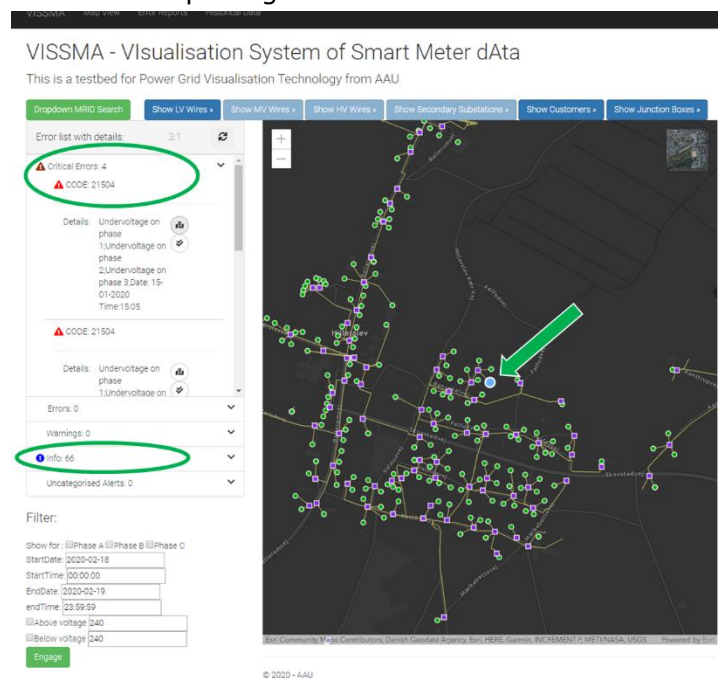 VISSMA Map View Error Reports Historical Data
VISSMA - VIsualisation System of Smart Meter dAta
This is a testbed for Power Grid Visualisation Technology from AAU
Dropdown MRID Search Show LV Wires » Show MV Wires » Show HV Wires » Show Secondary Substations » Show Customers » Show Junction Boxes »
Error list with details: 3:1
Critical Errors: 4
CODE: 21504
Details: Undervoltage on
phase
1;Undervoltage on
phase
2;Undervoltage on
phase 3;Date: 15-
01-2020
Time:15:05
CODE: 21504
Details: Undervoltage on
phase
1;Undervoltage on
Errors: 0
Warnings: 0
Info: 66
Uncategorised Alerts: 0
+
−
Hillerslev
Skovstedvej
Filter:
Show for : Phase A Phase B Phase C
StartDate: 2020-02-18
StartTime: 00:00:00
EndDate: 2020-02-19
endTime: 23:59:59
Above voltage 240
Below voltage 240
Engage
Esri Community Maps Contributors, Danish Geodata Agency, Esri, HERE, Garmin, INCREMENT P, METI/NASA, USGS Powered by Esri
© 2020 - AAU